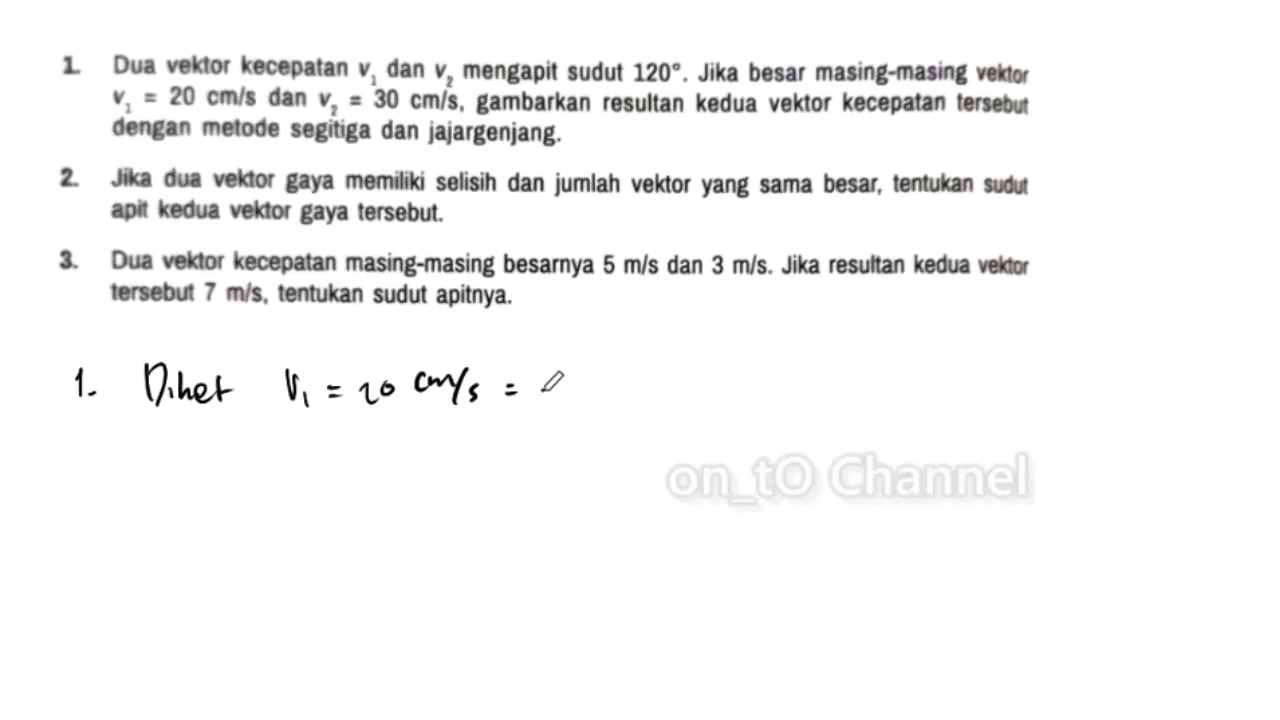 1. Dua vektor kecepatan v₁ dan v₂ mengapit sudut 120°. Jika besar masing-masing vektor
v₁ = 20 cm/s dan v₂ = 30 cm/s, gambarkan resultan kedua vektor kecepatan tersebut
dengan metode segitiga dan jajargenjang.
2. Jika dua vektor gaya memiliki selisih dan jumlah vektor yang sama besar, tentukan sudut
apit kedua vektor gaya tersebut.
3. Dua vektor kecepatan masing-masing besarnya 5 m/s dan 3 m/s. Jika resultan kedua vektor
tersebut 7 m/s, tentukan sudut apitnya.
1. Diket V₁ = 20 cm/s =
on_tO Channel